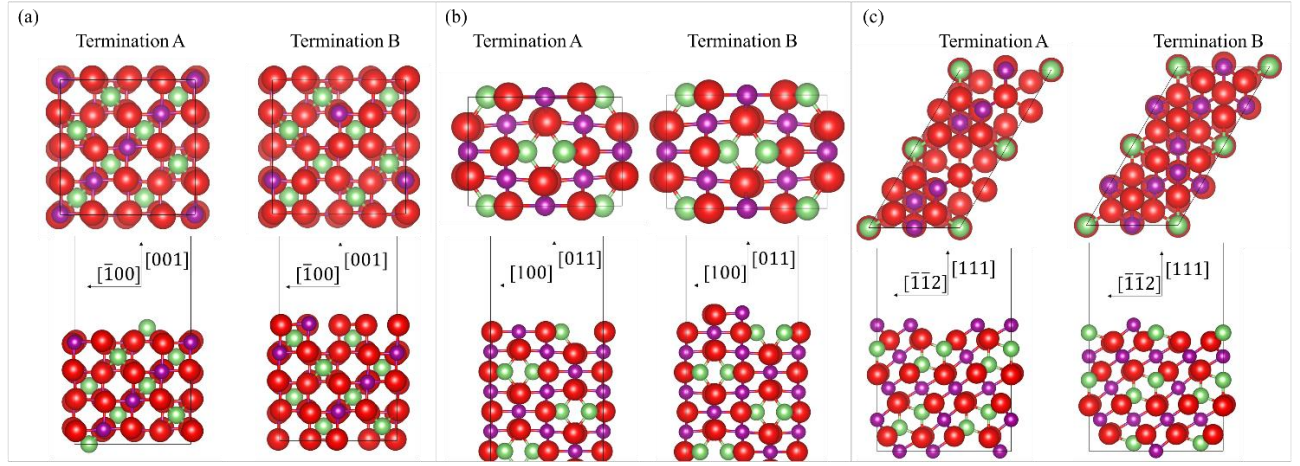 (a)
Termination A
Termination B
[001]
[1̅00]
[001]
[1̅00]
(b)
Termination A
Termination B
[011]
[100]
[011]
[100]
(c)
Termination A
Termination B
[111]
[1̅1̅2]
[111]
[1̅1̅2]